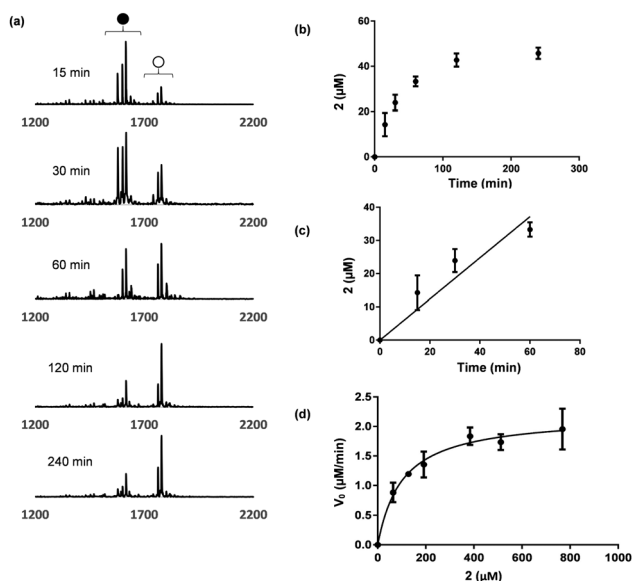 (a)
15 min
1200 1700 2200
30 min
1200 1700 2200
60 min
1200 1700 2200
120 min
1200 1700 2200
240 min
1200 1700 2200
(b)
2 (µM)
60
40
20
0
0 100 200 300
Time (min)
(c)
2 (µM)
40
30
20
10
0
0 20 40 60 80
Time (min)
(d)
V0 (µM/min)
2.5
2.0
1.5
1.0
0.5
0.0
0 200 400 600 800 1000
2 (µM)